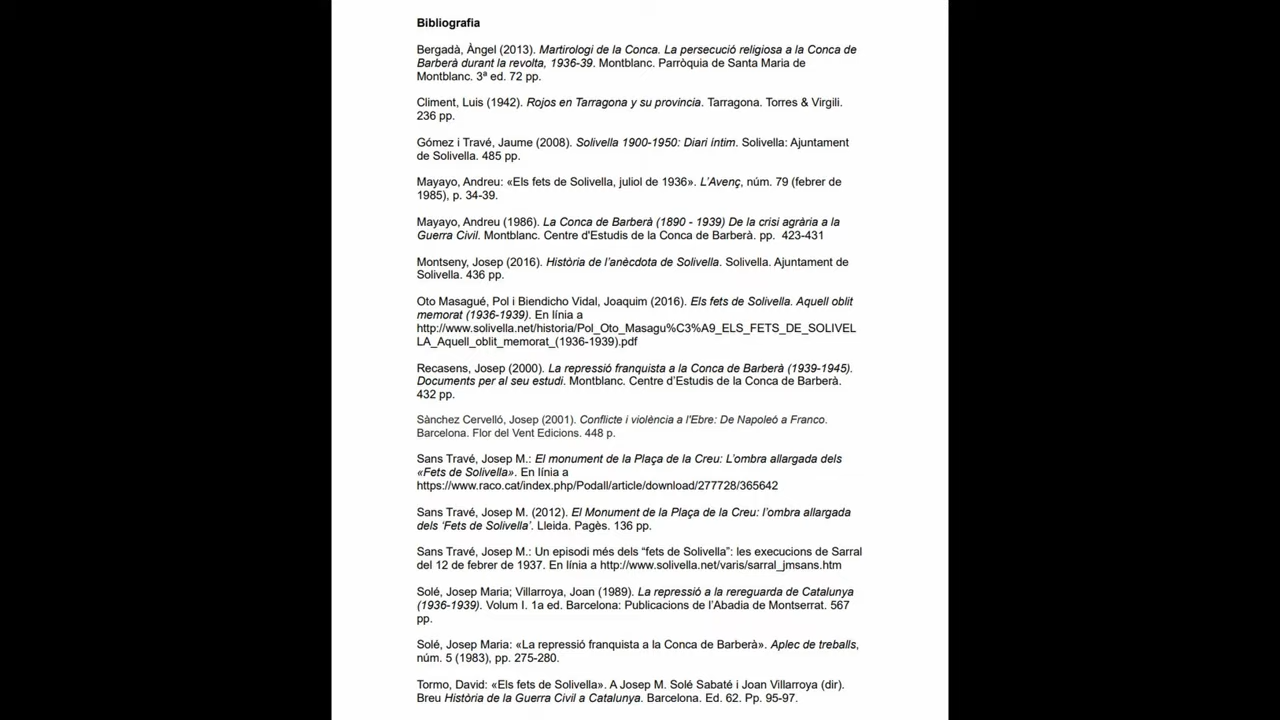 Bibliografia
Bergadà, Àngel (2013). Martirologi de la Conca. La persecució religiosa a la Conca de
Barberà durant la revolta, 1936-39. Montblanc. Parròquia de Santa Maria de
Montblanc. 3ª ed. 72 pp.
Climent, Luis (1942). Rojos en Tarragona y su provincia. Tarragona. Torres & Virgili.
236 pp.
Gómez i Travé, Jaume (2008). Solivella 1900-1950: Diari íntim. Solivella: Ajuntament
de Solivella. 485 pp.
Mayayo, Andreu: «Els fets de Solivella, juliol de 1936». L’Avenç, núm. 79 (febrer de
1985), p. 34-39.
Mayayo, Andreu (1986). La Conca de Barberà (1890 - 1939) De la crisi agrària a la
Guerra Civil. Montblanc. Centre d'Estudis de la Conca de Barberà. pp. 423-431
Montseny, Josep (2016). Història de l’anècdota de Solivella. Solivella. Ajuntament de
Solivella. 436 pp.
Oto Masagué, Pol i Biendicho Vidal, Joaquim (2016). Els fets de Solivella. Aquell oblit
memorat (1936-1939). En línia a
http://www.solivella.net/historia/Pol_Oto_Masagu%C3%A9_ELS_FETS_DE_SOLIVEL
LA_Aquell_oblit_memorat_(1936-1939).pdf
Recasens, Josep (2000). La repressió franquista a la Conca de Barberà (1939-1945).
Documents per al seu estudi. Montblanc. Centre d’Estudis de la Conca de Barberà.
432 pp.
Sànchez Cervelló, Josep (2001). Conflicte i violència a l'Ebre: De Napoleó a Franco.
Barcelona. Flor del Vent Edicions. 448 p.
Sans Travé, Josep M.: El monument de la Plaça de la Creu: L’ombra allargada dels
«Fets de Solivella». En línia a
https://www.raco.cat/index.php/Podall/article/download/277728/365642
Sans Travé, Josep M. (2012). El Monument de la Plaça de la Creu: l’ombra allargada
dels ‘Fets de Solivella’. Lleida. Pagès. 136 pp.
Sans Travé, Josep M.: Un episodi més dels “fets de Solivella”: les execucions de Sarral
del 12 de febrer de 1937. En línia a http://www.solivella.net/varis/sarral_jmsans.htm
Solé, Josep Maria; Villarroya, Joan (1989). La repressió a la rereguarda de Catalunya
(1936-1939). Volum I. 1a ed. Barcelona: Publicacions de l’Abadia de Montserrat. 567
pp.
Solé, Josep Maria: «La repressió franquista a la Conca de Barberà». Aplec de treballs,
núm. 5 (1983), pp. 275-280.
Tormo, David: «Els fets de Solivella». A Josep M. Solé Sabaté i Joan Villarroya (dir).
Breu Història de la Guerra Civil a Catalunya. Barcelona. Ed. 62. Pp. 95-97.